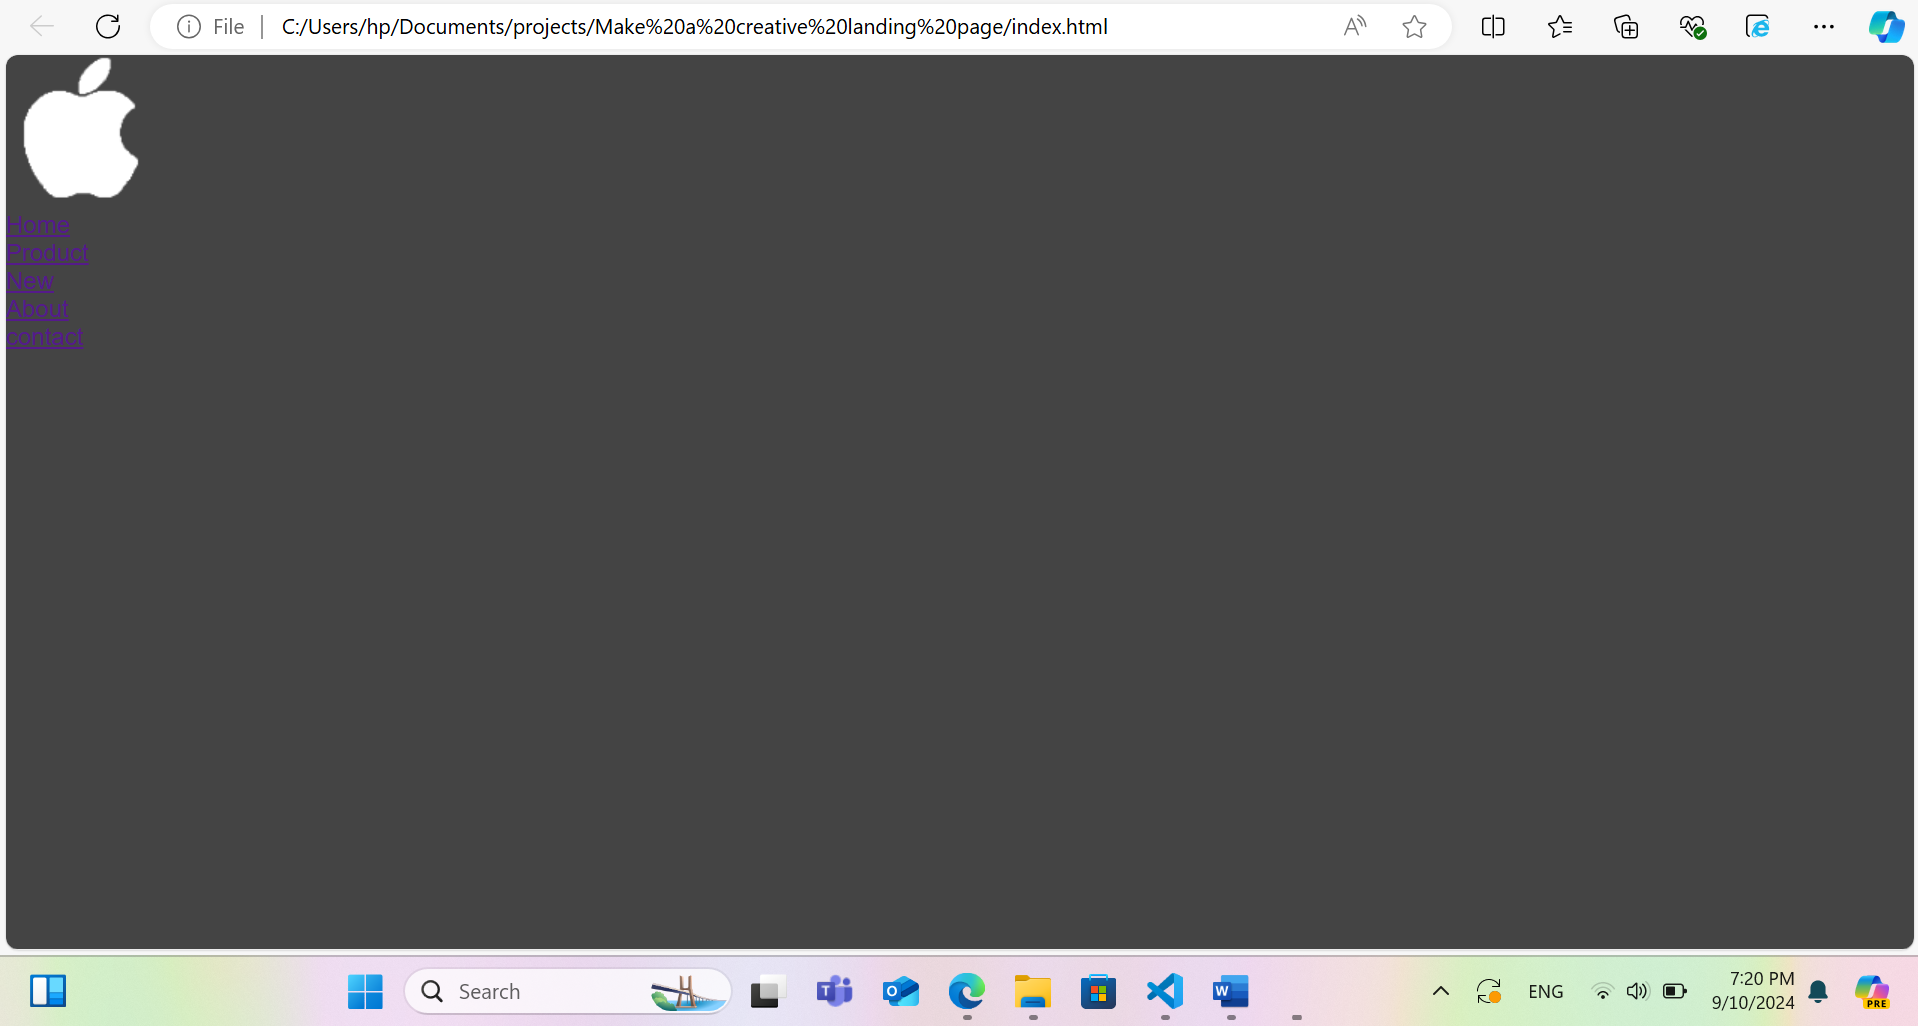 File C:/Users/hp/Documents/projects/Make%20a%20creative%20landing%20page/index.html
Home
Product
New
About
contact
Search
ENG
7:20 PM
9/10/2024
PRE